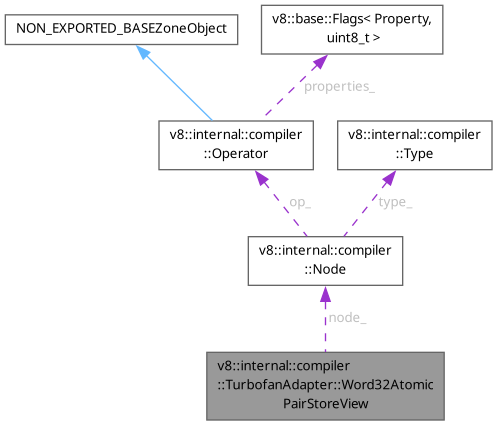 NON_EXPORTED_BASEZoneObject
v8::base::Flags< Property,
uint8_t >
properties_
v8::internal::compiler
::Operator
v8::internal::compiler
::Type
op_
type_
v8::internal::compiler
::Node
node_
v8::internal::compiler
::TurbofanAdapter::Word32Atomic
PairStoreView